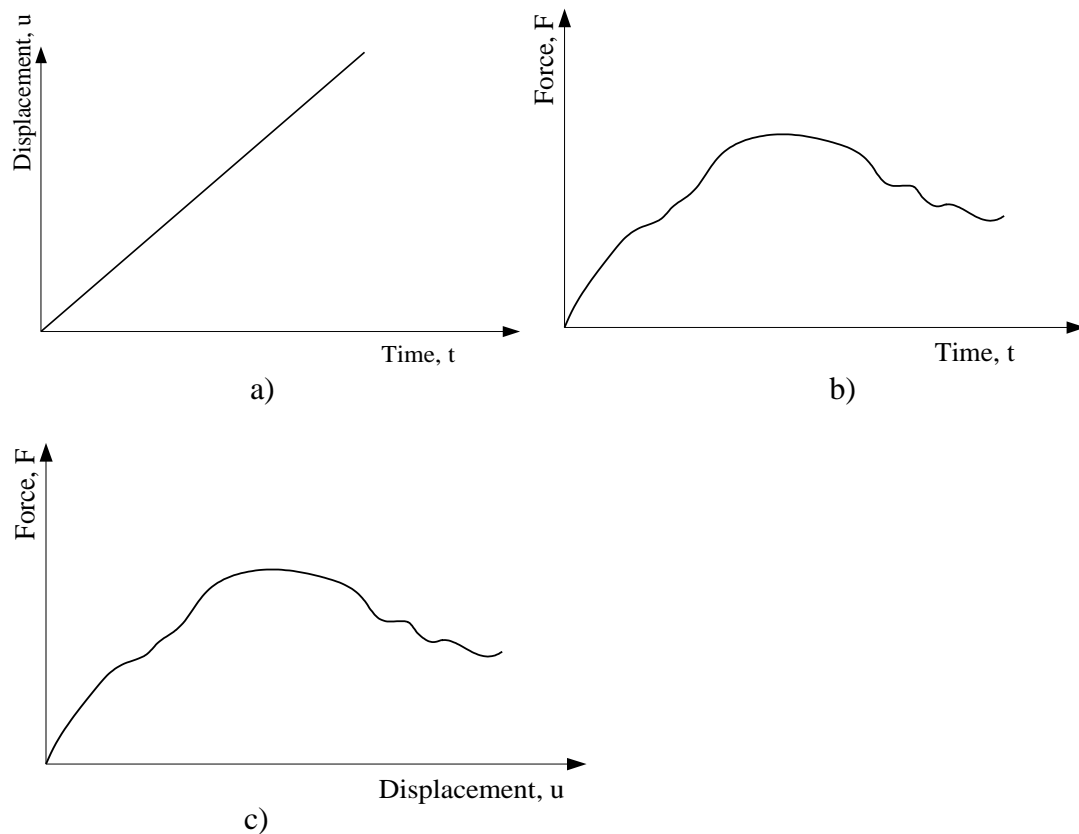 Displacement, u
Time, t
a)
Force, F
Time, t
b)
Force, F
Displacement, u
c)